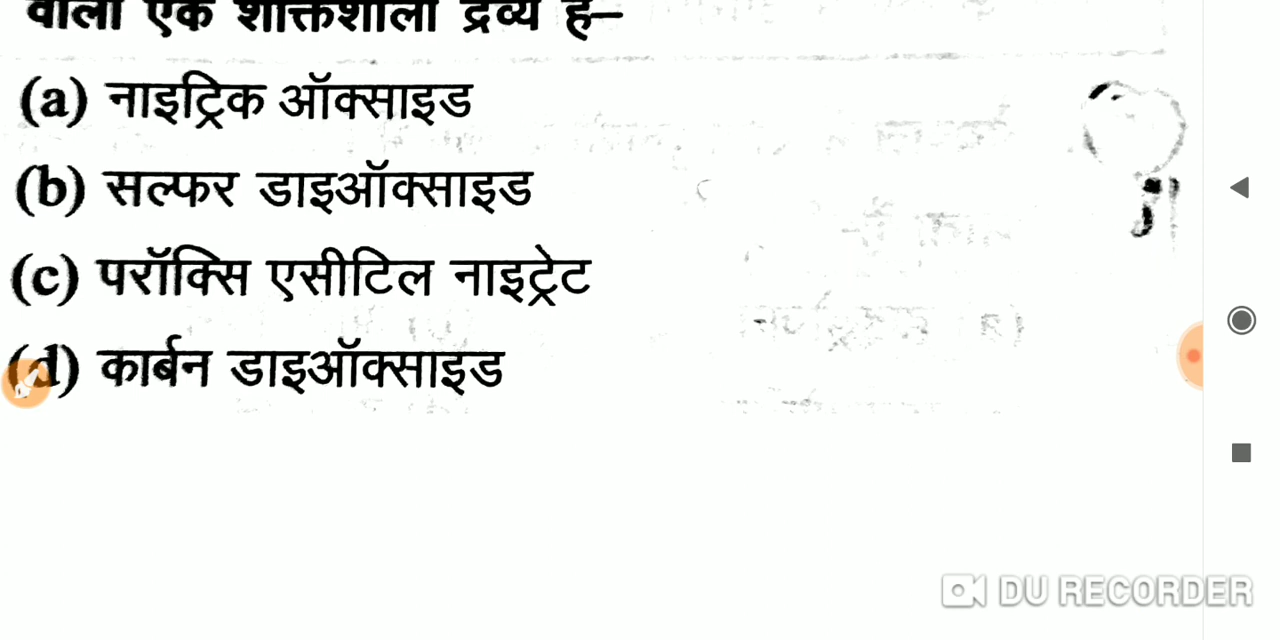 वाला एक शक्तिशाली द्रव्य है–
(a) नाइट्रिक ऑक्साइड
(b) सल्फर डाइऑक्साइड
(c) परॉक्सि एसीटिल नाइट्रेट
(d) कार्बन डाइऑक्साइड
DU RECORDER